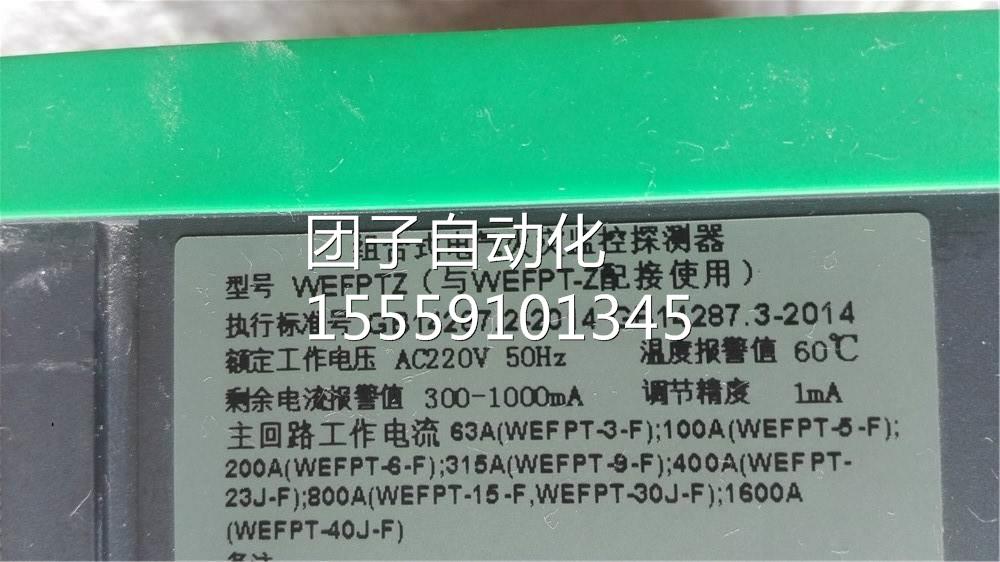 团子自动化
15559101345
监控探测器
型号 WEFPTZ（与WEFPT-Z配接使用）
执行标准号 287.3-2014
额定工作电压 AC220V 50Hz 温度报警值 60℃
剩余电流报警值 300-1000mA 调节精度 1mA
主回路工作电流 63A(WEFPT-3-F);100A(WEFPT-5-F);
200A(WEFPT-6-F);315A(WEFPT-9-F);400A(WEFPT-
23J-F);800A(WEFPT-15-F,WEFPT-30J-F);1600A
(WEFPT-40J-F)
备注